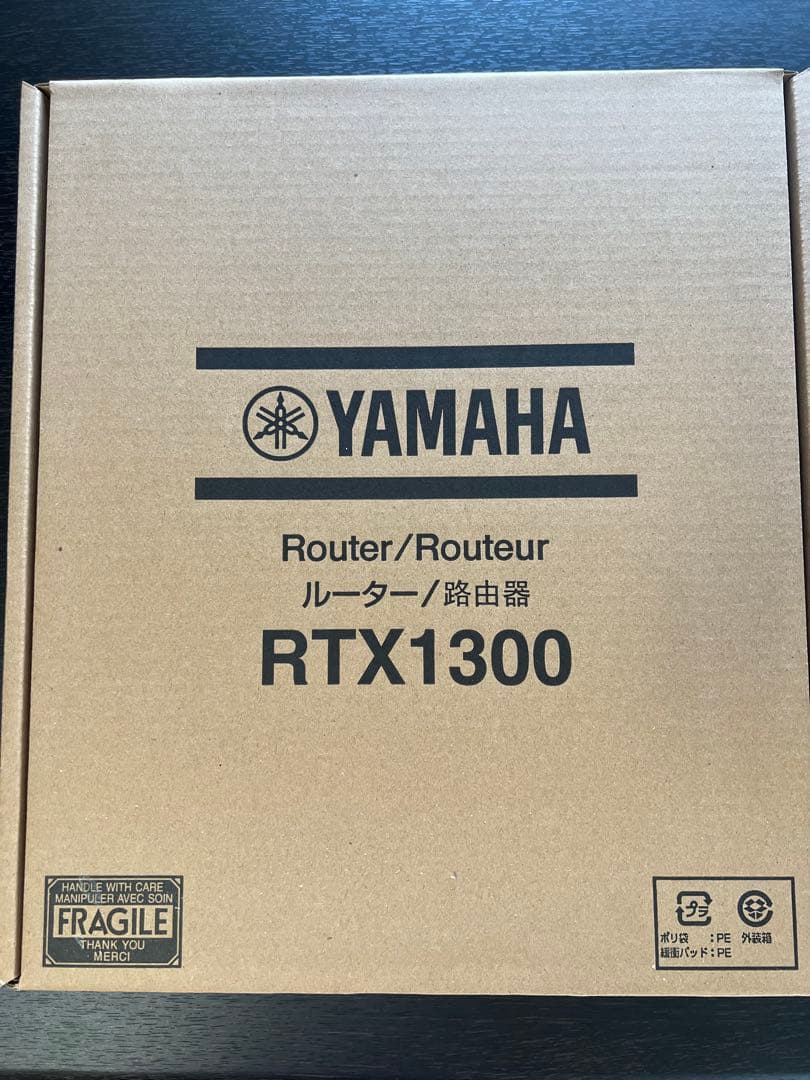 YAMAHA
Router/Routeur
ルーター/路由器
RTX1300
HANDLE WITH CARE
MANIPULER AVEC SOIN
FRAGILE
THANK YOU
MERCI
プラ
ポリ袋 :PE 外装箱
緩衝パッド:PE